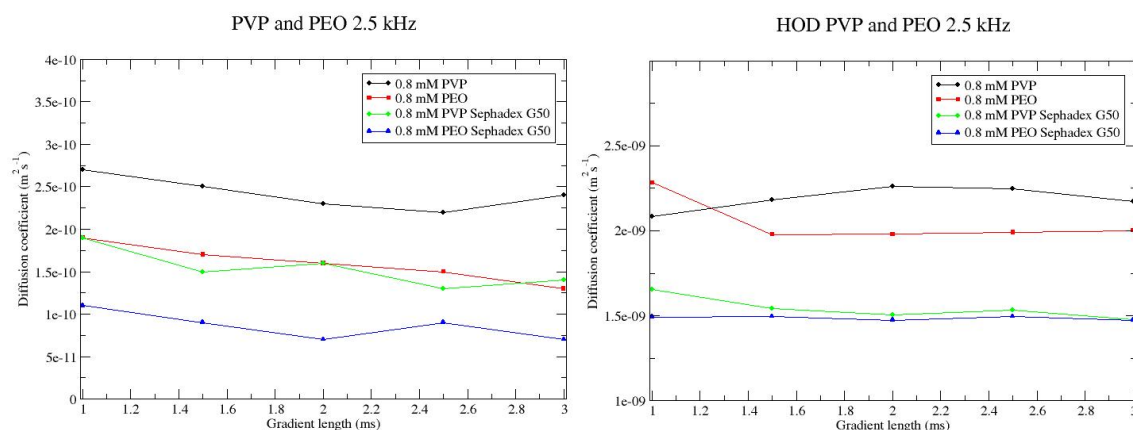 PVP and PEO 2.5 kHz
4e-10
3.5e-10
3e-10
2.5e-10
2e-10
1.5e-10
1e-10
5e-11
0
Diffusion coefficient (m² s⁻¹)
0.8 mM PVP
0.8 mM PEO
0.8 mM PVP Sephadex G50
0.8 mM PEO Sephadex G50
1 1.2 1.4 1.6 1.8 2 2.2 2.4 2.6 2.8 3
Gradient length (ms)
HOD PVP and PEO 2.5 kHz
2.5e-09
2e-09
1.5e-09
1e-09
Diffusion coefficient (m² s⁻¹)
0.8 mM PVP
0.8 mM PEO
0.8 mM PVP Sephadex G50
0.8 mM PEO Sephadex G50
1 1.2 1.4 1.6 1.8 2 2.2 2.4 2.6 2.8 3
Gradient length (ms)